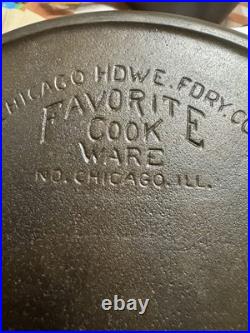 CHICAGO HDWE. FDRY. CO.
FAVORITE
COOK
WARE
NO. CHICAGO. ILL.